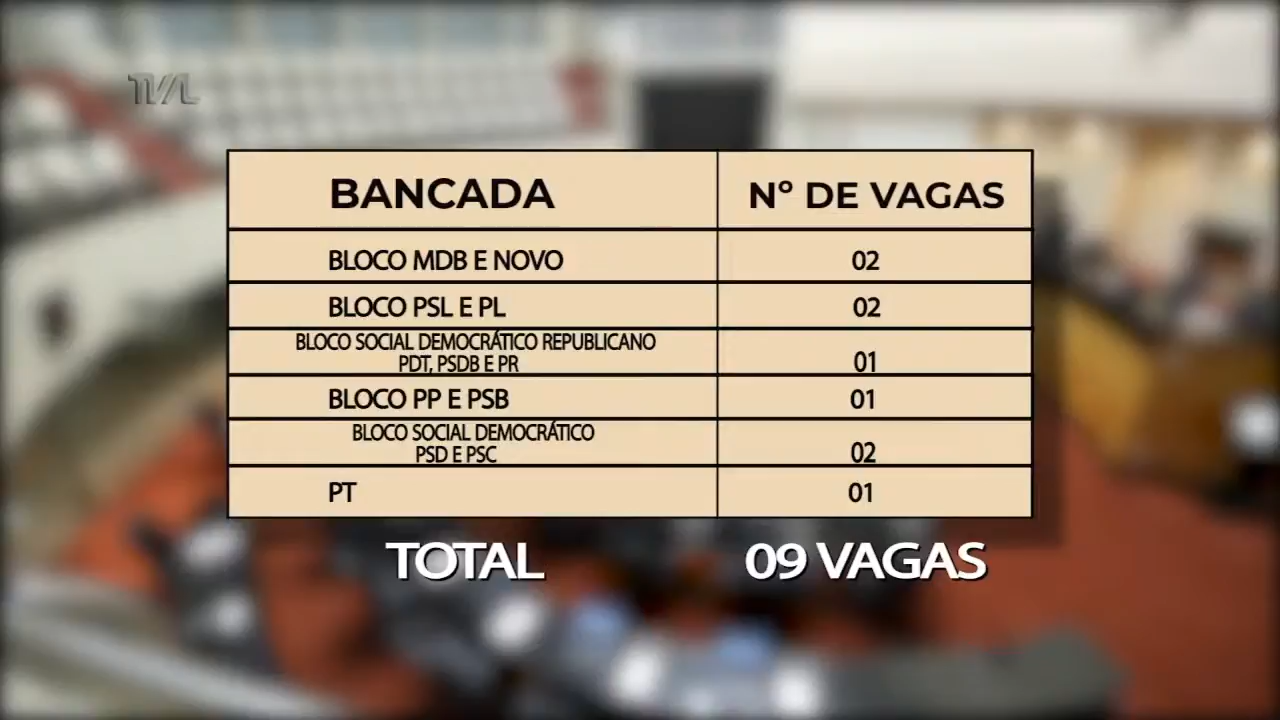 TVAL
BANCADA
Nº DE VAGAS
BLOCO MDB E NOVO
02
BLOCO PSL E PL
02
BLOCO SOCIAL DEMOCRÁTICO REPUBLICANO
PDT, PSDB E PR
01
BLOCO PP E PSB
01
BLOCO SOCIAL DEMOCRÁTICO
PSD E PSC
02
PT
01
TOTAL
09 VAGAS